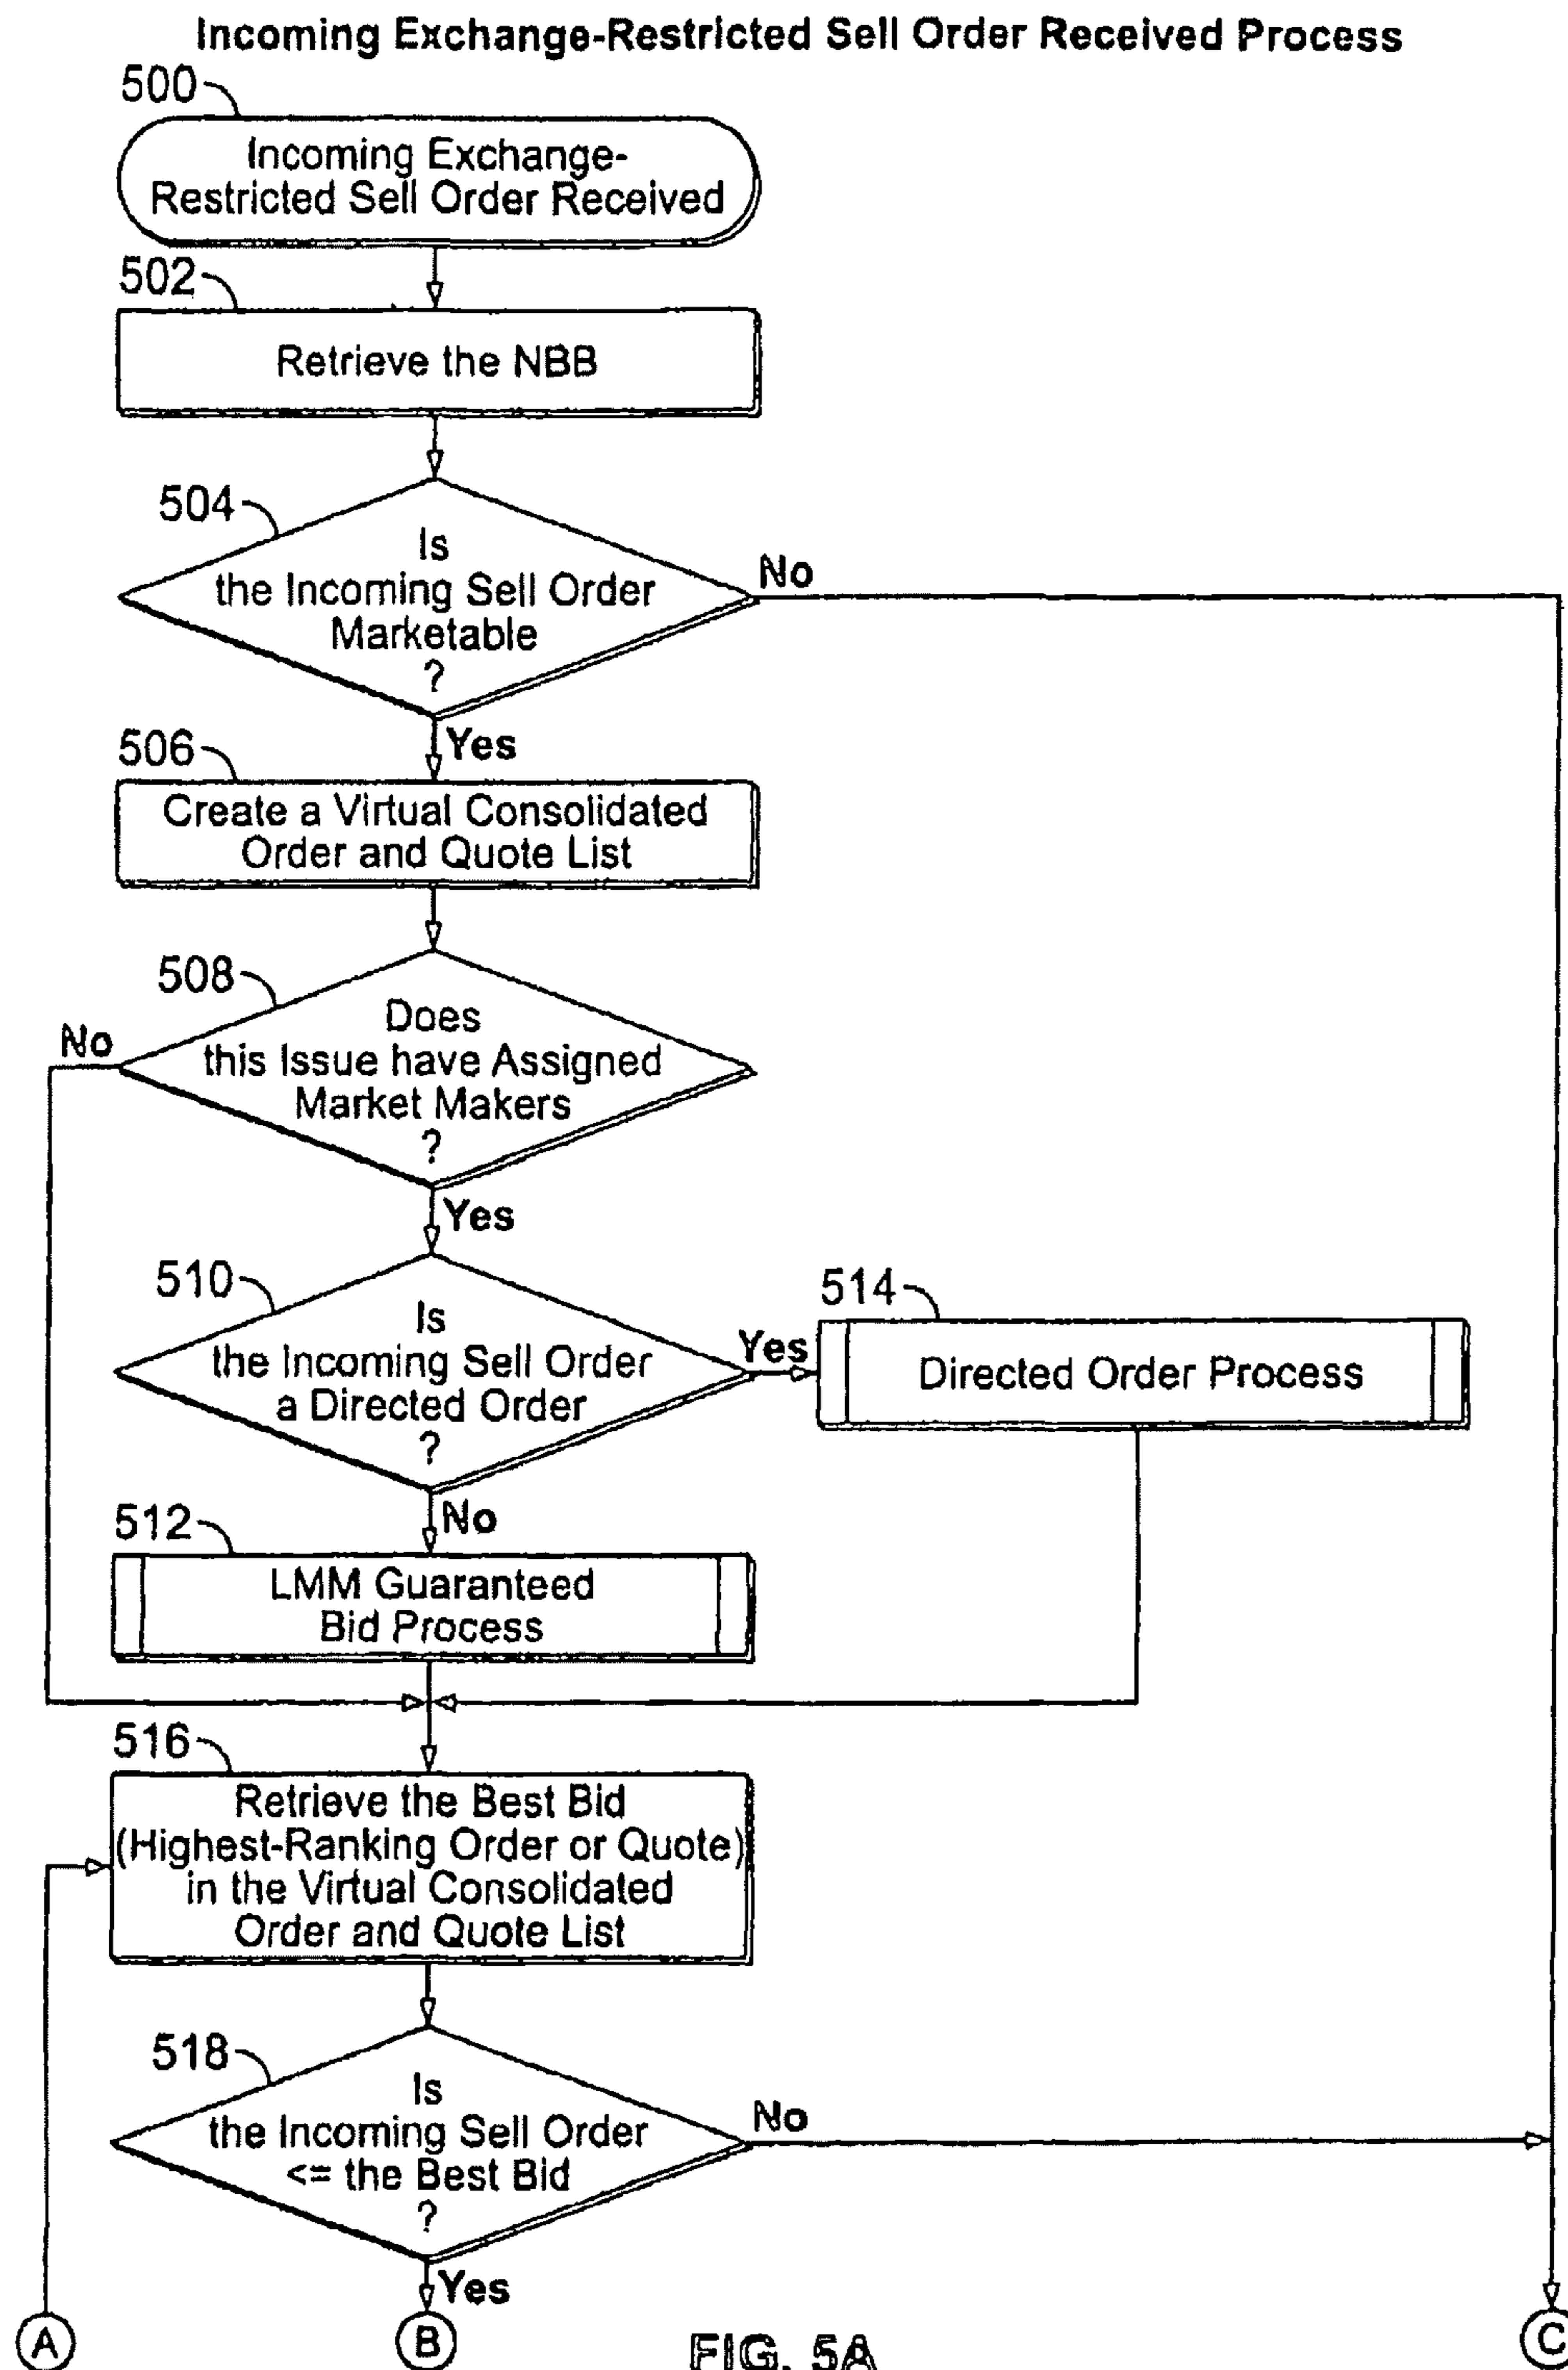 Incoming Exchange-Restricted Sell Order Received Process
500
Incoming Exchange-
Restricted Sell Order Received
502
Retrieve the NBB
504
Is
the Incoming Sell Order
Marketable
?
No
Yes
506
Create a Virtual Consolidated
Order and Quote List
508
Does
this Issue have Assigned
Market Makers
?
No
Yes
510
Is
the Incoming Sell Order
a Directed Order
?
Yes
514
Directed Order Process
No
512
LMM Guaranteed
Bid Process
516
Retrieve the Best Bid
(Highest-Ranking Order or Quote)
in the Virtual Consolidated
Order and Quote List
518
Is
the Incoming Sell Order
<= the Best Bid
?
No
Yes
A
B
C
FIG. 5A